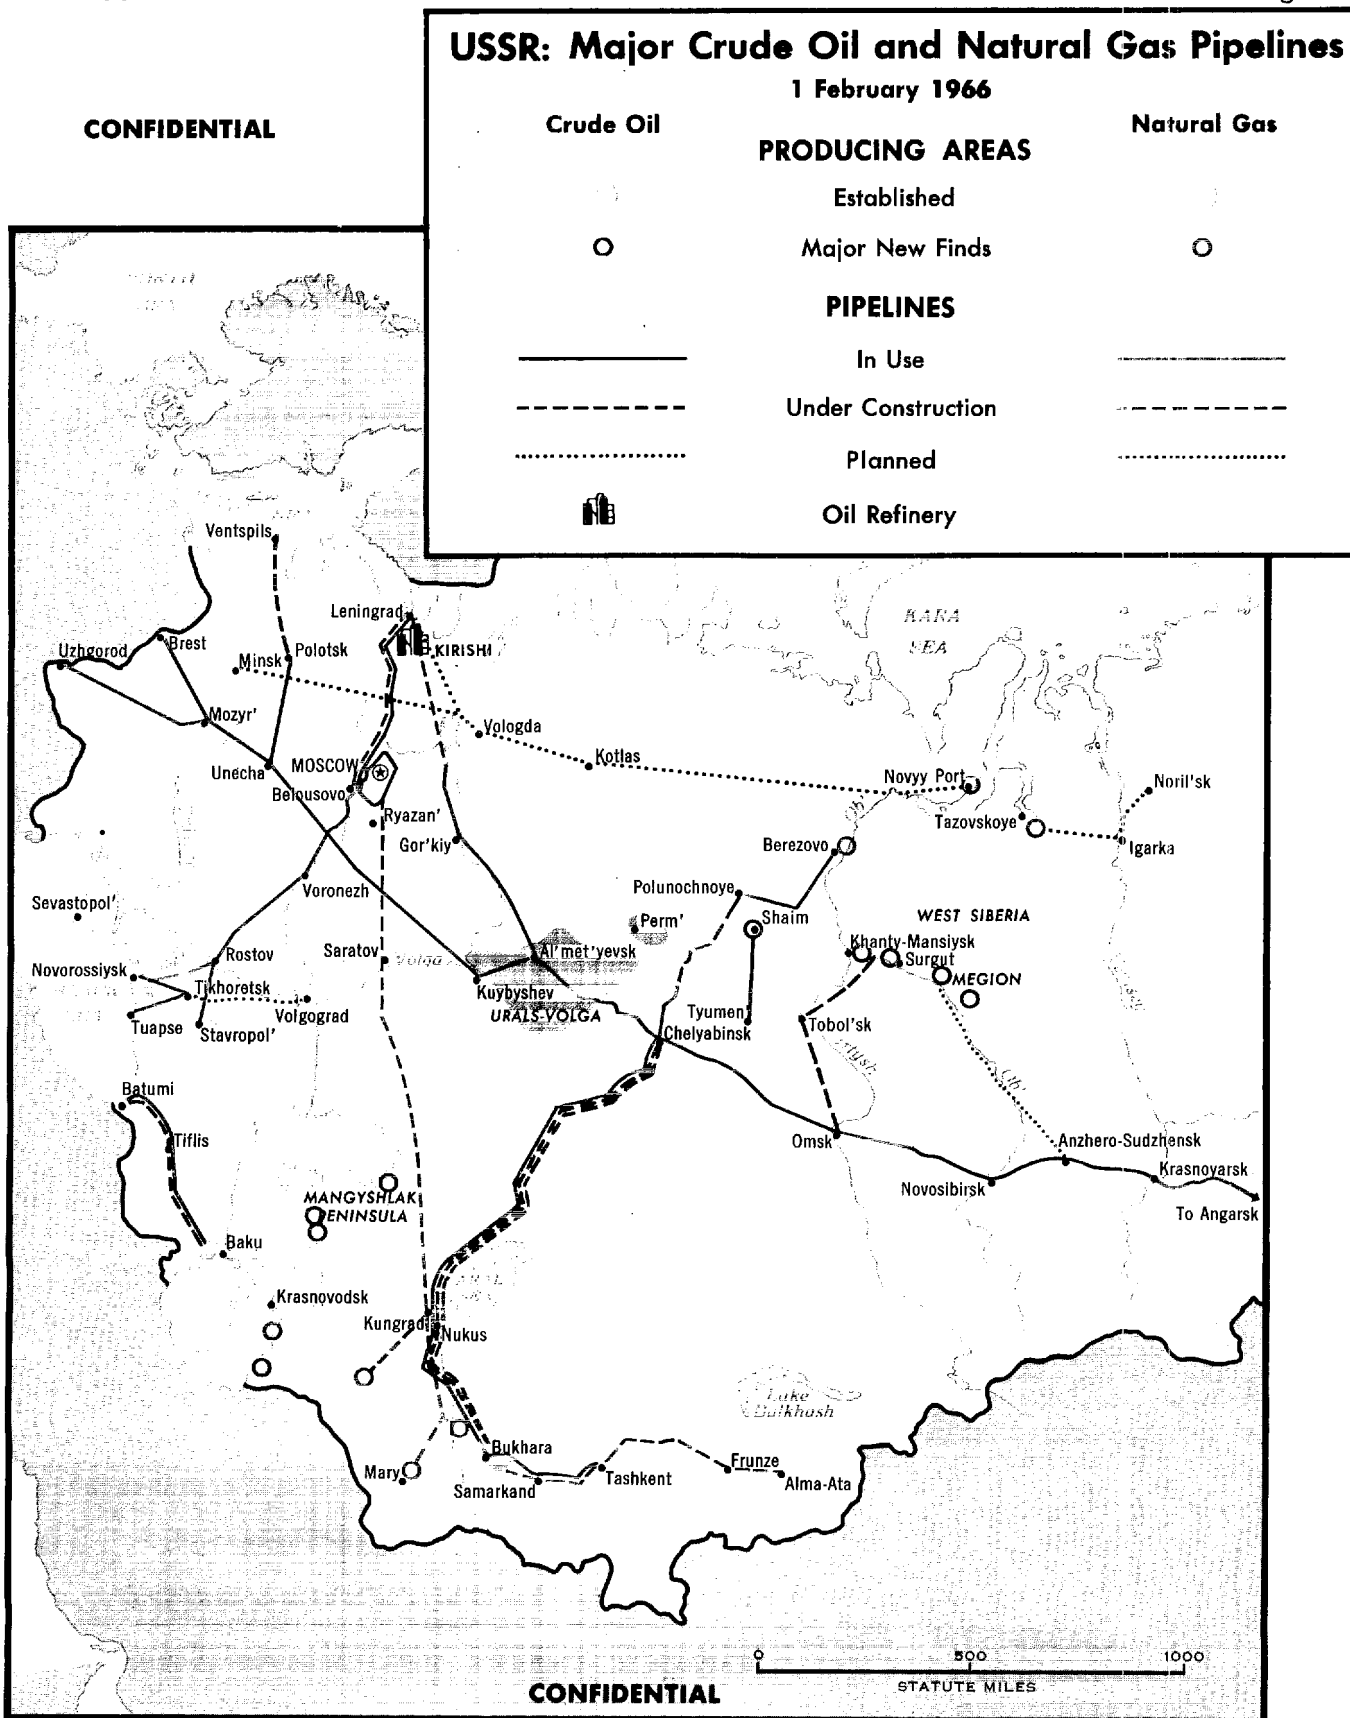 USSR: Major Crude Oil and Natural Gas Pipelines
1 February 1966
CONFIDENTIAL
Crude Oil
Natural Gas
PRODUCING AREAS
Established
Major New Finds
PIPELINES
In Use
Under Construction
Planned
Oil Refinery
Ventspils
Leningrad
KIRISHI
KARA
SEA
Uzhgorod
Brest
Minsk
Polotsk
Mozyr'
Vologda
Kotlas
Unecha
MOSCOW
Belousovo
Novyy Port
Noril'sk
Ryazan'
Tazovskoye
Gor'kiy
Berezovo
Igarka
Voronezh
Polunochnoye
Sevastopol'
Perm'
Shaim
WEST SIBERIA
Rostov
Saratov
Volga
Al'met'yevsk
Khanty-Mansiysk
Surgut
Novorossiysk
Tikhoretsk
Kuybyshev
MEGION
Tuapse
Stavropol'
Volgograd
URALS-VOLGA
Tyumen'
Chelyabinsk
Tobol'sk
Irtysh
Ob'
Batumi
Tiflis
Omsk
Anzhero-Sudzhensk
Krasnoyarsk
Novosibirsk
To Angarsk
MANGYSHLAK
PENINSULA
Baku
ARAL
Krasnovodsk
Kungrad
Nukus
Lake
Balkhash
Bukhara
Mary
Samarkand
Tashkent
Frunze
Alma-Ata
0 500 1000
STATUTE MILES
CONFIDENTIAL